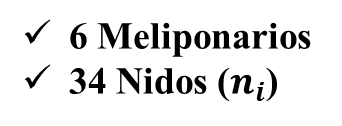 ✓ 6 Meliponarios
✓ 34 Nidos (nᵢ)